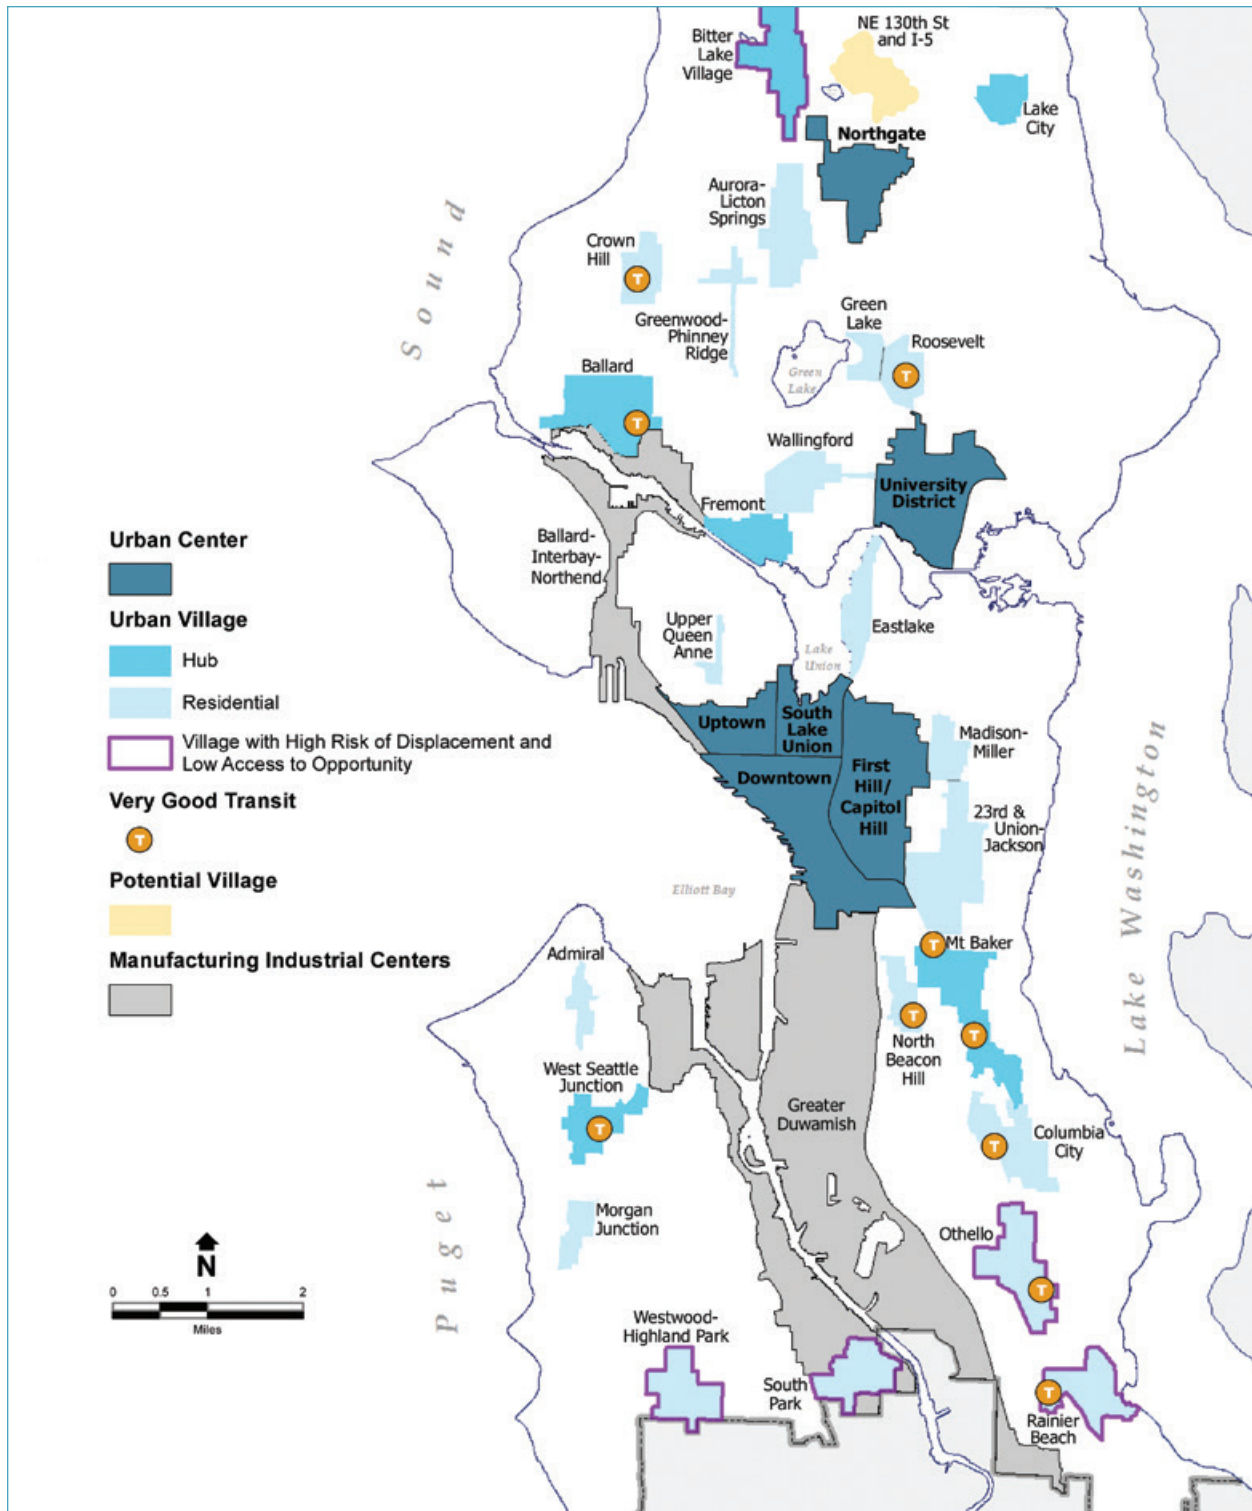 Bitter
Lake
Village
NE 130th St
and I-5
Lake
City
Northgate
Aurora-
Licton
Springs
Crown
Hill
Greenwood-
Phinney
Ridge
Green
Lake
Roosevelt
Green
Lake
Ballard
Wallingford
University
District
Fremont
Ballard-
Interbay-
Northend
Upper
Queen
Anne
Eastlake
Lake
Union
Uptown
South
Lake
Union
Downtown
First
Hill/
Capitol
Hill
Madison-
Miller
23rd &
Union-
Jackson
Elliott Bay
Mt Baker
Admiral
North
Beacon
Hill
West Seattle
Junction
Greater
Duwamish
Columbia
City
Morgan
Junction
Othello
Westwood-
Highland Park
South
Park
Rainier
Beach
Puget
Sound
Lake Washington
T
T
T
T
T
T
T
T
T
T
Urban Center
Urban Village
Hub
Residential
Village with High Risk of Displacement and
Low Access to Opportunity
Very Good Transit
T
Potential Village
Manufacturing Industrial Centers
N
0 0.5 1 2
Miles